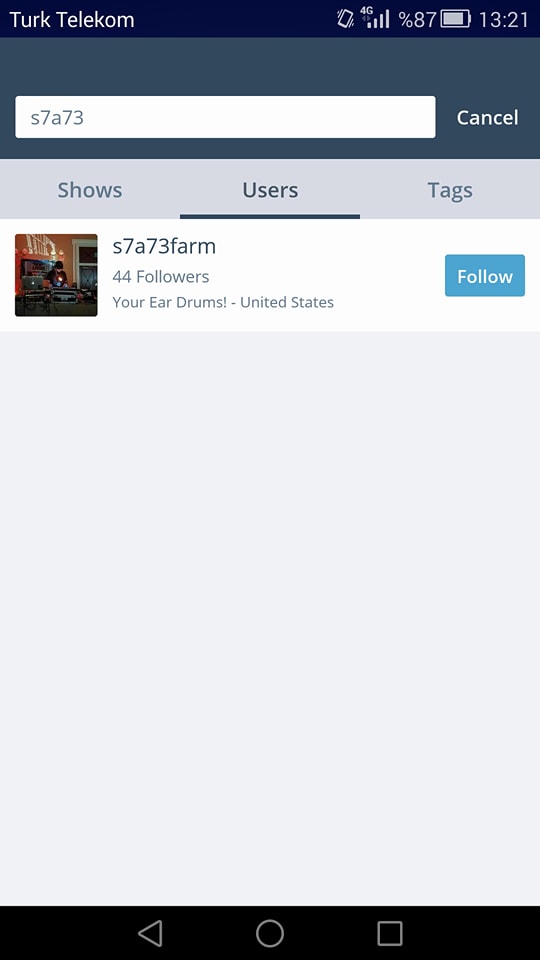 Turk Telekom 4G %87 13:21
s7a73 Cancel
Shows Users Tags
s7a73farm
44 Followers
Your Ear Drums! - United States
Follow